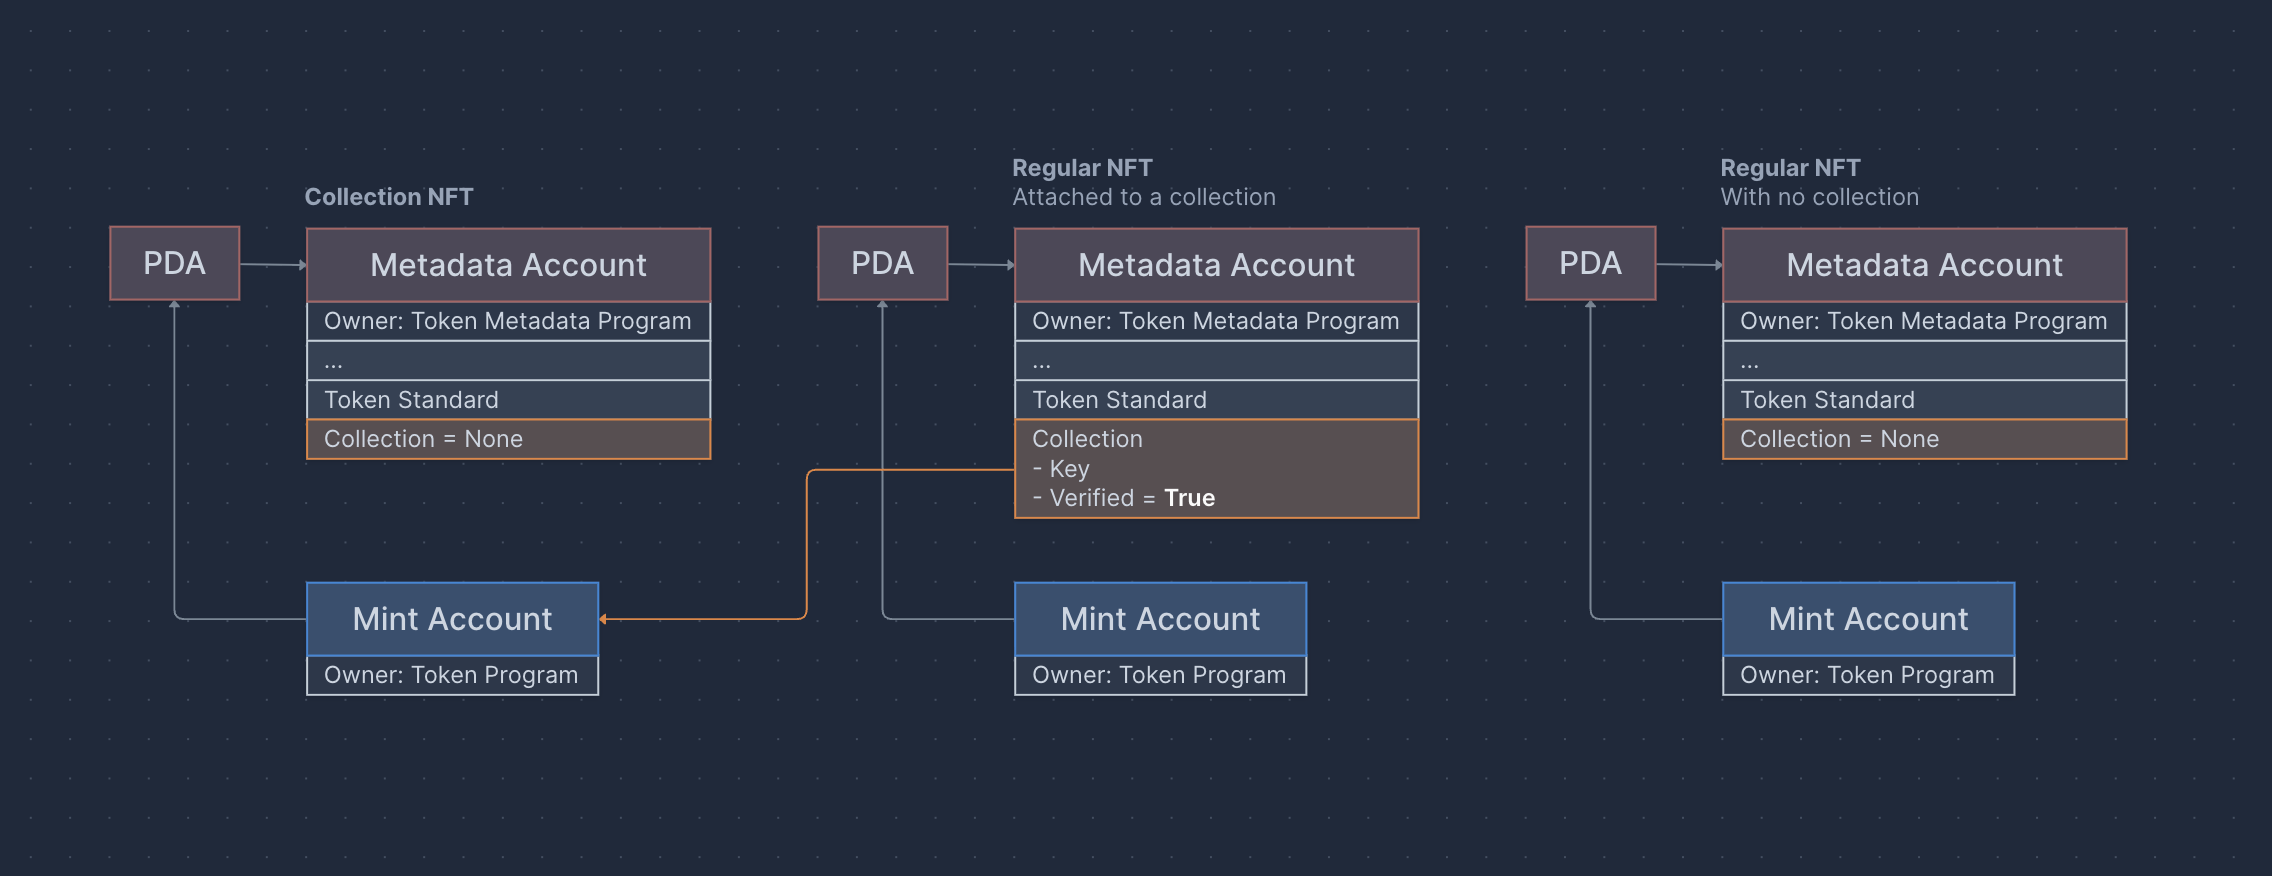 Collection NFT
PDA
Metadata Account
Owner: Token Metadata Program
...
Token Standard
Collection = None
Mint Account
Owner: Token Program
Regular NFT
Attached to a collection
PDA
Metadata Account
Owner: Token Metadata Program
...
Token Standard
Collection
- Key
- Verified = True
Mint Account
Owner: Token Program
Regular NFT
With no collection
PDA
Metadata Account
Owner: Token Metadata Program
...
Token Standard
Collection = None
Mint Account
Owner: Token Program